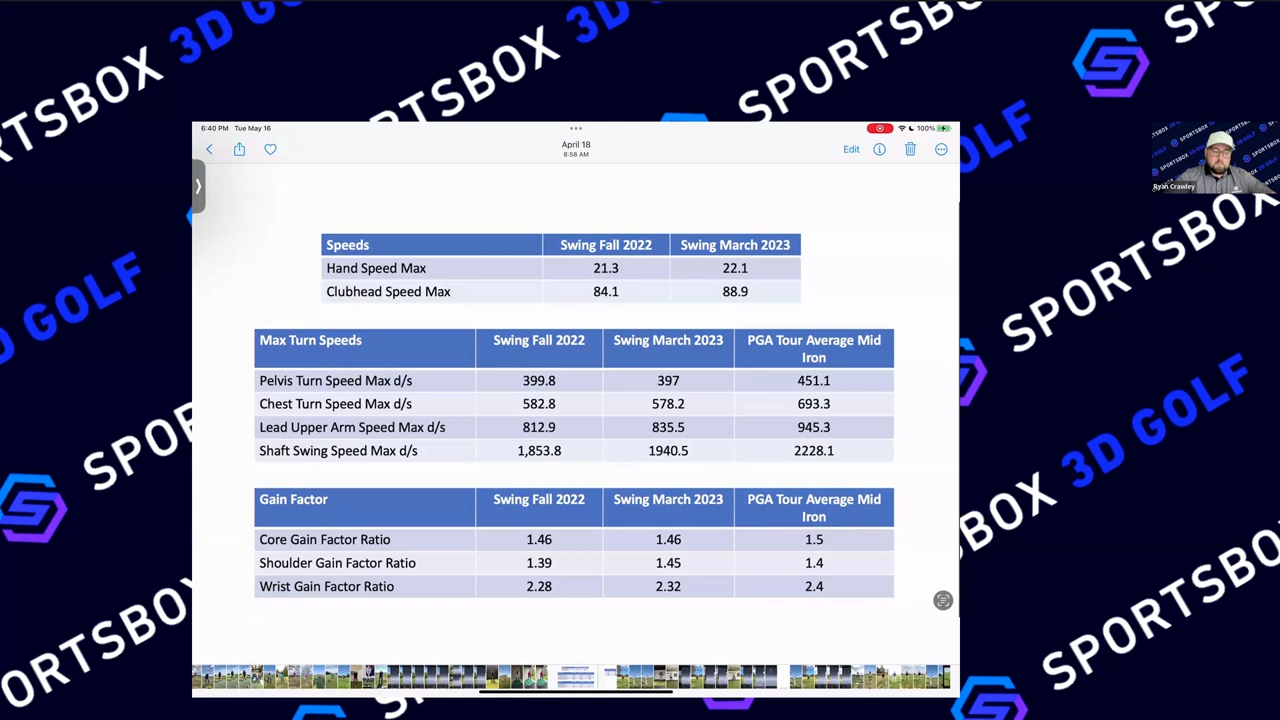 SPORTSBOX 3D GOLF
6:40 PM Tue May 16
100%
April 18
8:58 AM
Edit
Ryan Crawley
Speeds Swing Fall 2022 Swing March 2023
Hand Speed Max 21.3 22.1
Clubhead Speed Max 84.1 88.9
Max Turn Speeds Swing Fall 2022 Swing March 2023 PGA Tour Average Mid
Iron
Pelvis Turn Speed Max d/s 399.8 397 451.1
Chest Turn Speed Max d/s 582.8 578.2 693.3
Lead Upper Arm Speed Max d/s 812.9 835.5 945.3
Shaft Swing Speed Max d/s 1,853.8 1940.5 2228.1
Gain Factor Swing Fall 2022 Swing March 2023 PGA Tour Average Mid
Iron
Core Gain Factor Ratio 1.46 1.46 1.5
Shoulder Gain Factor Ratio 1.39 1.45 1.4
Wrist Gain Factor Ratio 2.28 2.32 2.4